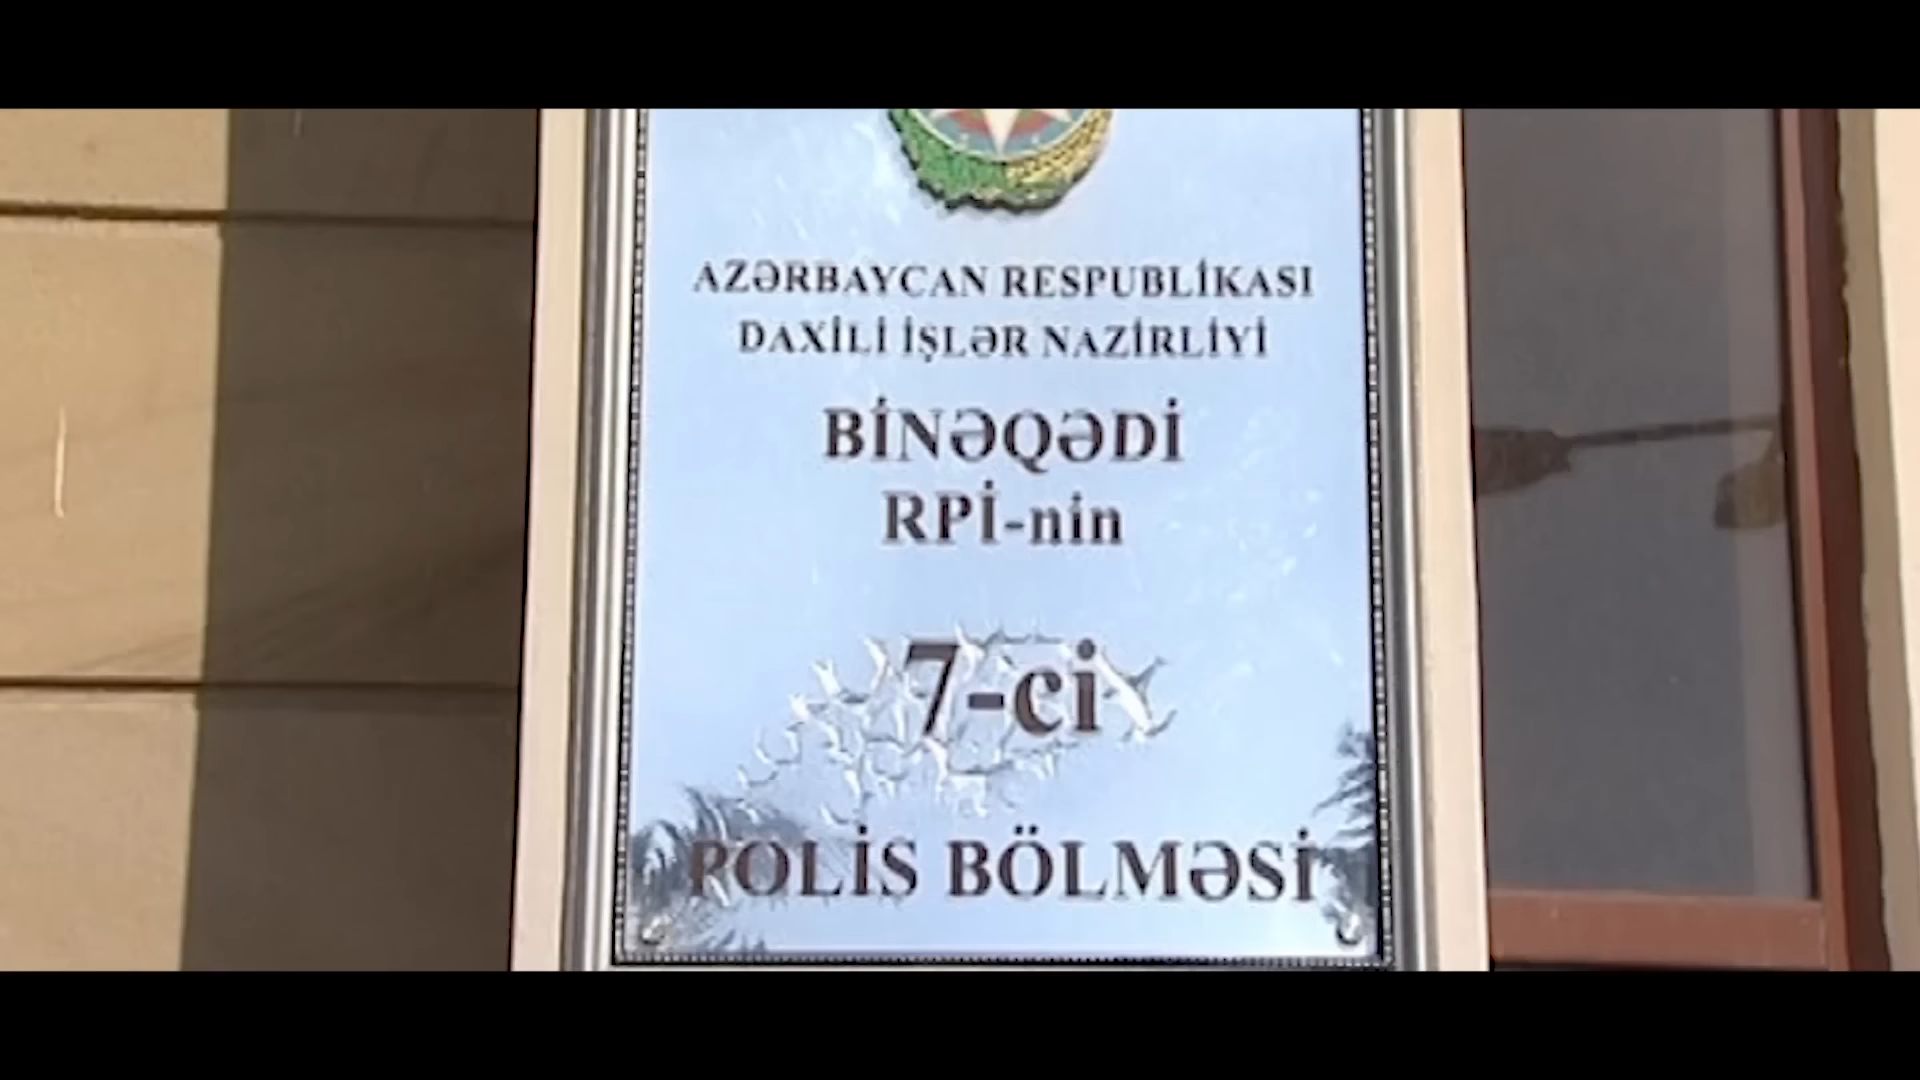 AZƏRBAYCAN RESPUBLİKASI
DAXİLİ İŞLƏR NAZİRLİYİ
BİNƏQƏDİ
RPİ-nin
7-ci
POLİS BÖLMƏSİ